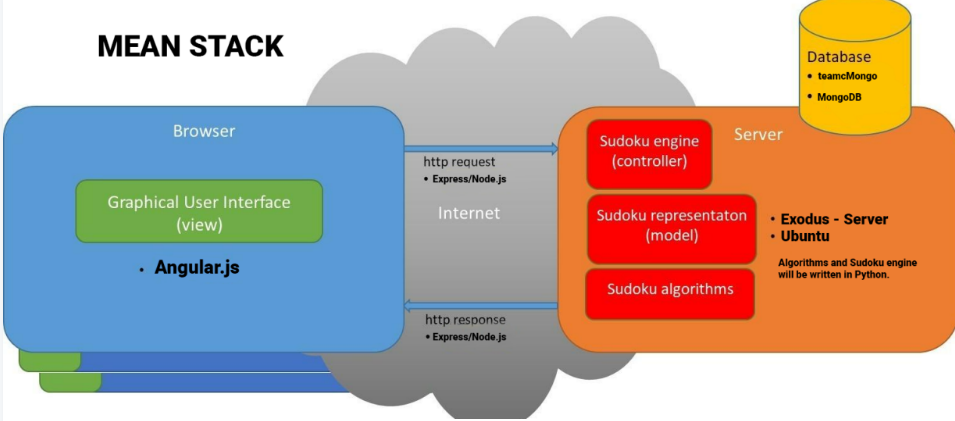 MEAN STACK
Browser
Graphical User Interface
(view)
• Angular.js
http request
• Express/Node.js
Internet
http response
• Express/Node.js
Database
• teamcMongo
• MongoDB
Server
Sudoku engine
(controller)
Sudoku representaton
(model)
Sudoku algorithms
• Exodus - Server
• Ubuntu
Algorithms and Sudoku engine
will be written in Python.